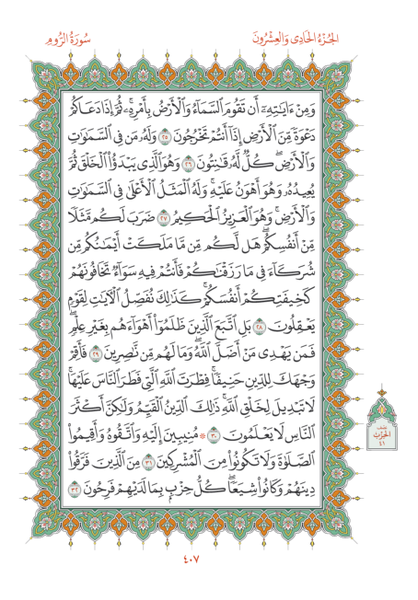 الجُزْءُ الحَادِى وَالعِشْرُونَ
سُورَةُ الرُّومِ
وَمِنْ ءَايَٰتِهِۦٓ أَن تَقُومَ ٱلسَّمَآءُ وَٱلْأَرْضُ بِأَمْرِهِۦۚ ثُمَّ إِذَا دَعَاكُمْ
دَعْوَةً مِّنَ ٱلْأَرْضِ إِذَآ أَنتُمْ تَخْرُجُونَ ٢٥ وَلَهُۥ مَن فِى ٱلسَّمَٰوَٰتِ
وَٱلْأَرْضِۖ كُلٌّ لَّهُۥ قَٰنِتُونَ ٢٦ وَهُوَ ٱلَّذِى يَبْدَؤُا۟ ٱلْخَلْقَ ثُمَّ
يُعِيدُهُۥ وَهُوَ أَهْوَنُ عَلَيْهِۚ وَلَهُ ٱلْمَثَلُ ٱلْأَعْلَىٰ فِى ٱلسَّمَٰوَٰتِ
وَٱلْأَرْضِۚ وَهُوَ ٱلْعَزِيزُ ٱلْحَكِيمُ ٢٧ ضَرَبَ لَكُم مَّثَلًا
مِّنْ أَنفُسِكُمْۖ هَل لَّكُم مِّن مَّا مَلَكَتْ أَيْمَٰنُكُم مِّن
شُرَكَآءَ فِى مَا رَزَقْنَٰكُمْ فَأَنتُمْ فِيهِ سَوَآءٌ تَخَافُونَهُمْ
كَخِيفَتِكُمْ أَنفُسَكُمْۚ كَذَٰلِكَ نُفَصِّلُ ٱلْءَايَٰتِ لِقَوْمٍ
يَعْقِلُونَ ٢٨ بَلِ ٱتَّبَعَ ٱلَّذِينَ ظَلَمُوٓا۟ أَهْوَآءَهُم بِغَيْرِ عِلْمٍۖ
فَمَن يَهْدِى مَنْ أَضَلَّ ٱللَّهُۖ وَمَا لَهُم مِّن نَّٰصِرِينَ ٢٩ فَأَقِمْ
وَجْهَكَ لِلدِّينِ حَنِيفًاۚ فِطْرَتَ ٱللَّهِ ٱلَّتِى فَطَرَ ٱلنَّاسَ عَلَيْهَاۚ
لَا تَبْدِيلَ لِخَلْقِ ٱللَّهِۚ ذَٰلِكَ ٱلدِّينُ ٱلْقَيِّمُ وَلَٰكِنَّ أَكْثَرَ
ٱلنَّاسِ لَا يَعْلَمُونَ ٣٠ ۞ مُنِيبِينَ إِلَيْهِ وَٱتَّقُوهُ وَأَقِيمُوا۟
ٱلصَّلَوٰةَ وَلَا تَكُونُوا۟ مِنَ ٱلْمُشْرِكِينَ ٣١ مِنَ ٱلَّذِينَ فَرَّقُوا۟
دِينَهُمْ وَكَانُوا۟ شِيَعًاۖ كُلُّ حِزْبٍۭ بِمَا لَدَيْهِمْ فَرِحُونَ ٣٢
نصف
الحزب
٤١
٤٠٧